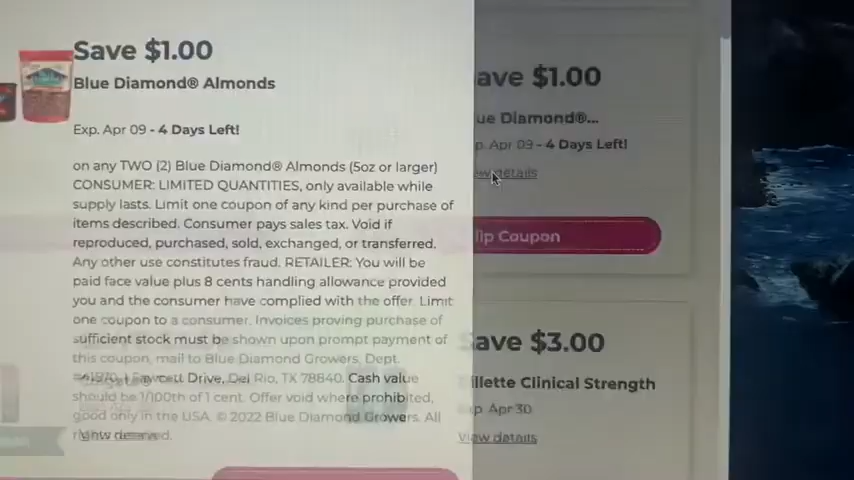 Save $1.00
Blue Diamond® Almonds
Exp. Apr 09 - 4 Days Left!
on any TWO (2) Blue Diamond® Almonds (5oz or larger)
CONSUMER: LIMITED QUANTITIES, only available while
supply lasts. Limit one coupon of any kind per purchase of
items described. Consumer pays sales tax. Void if
reproduced, purchased, sold, exchanged, or transferred.
Any other use constitutes fraud. RETAILER: You will be
paid face value plus 8 cents handling allowance provided
you and the consumer have complied with the offer. Limit
one coupon to a consumer. Invoices proving purchase of
sufficient stock must be shown upon prompt payment of
this coupon, mail to Blue Diamond Growers, Dept.
Fawcett Drive, Del Rio, TX 78840. Cash value
should be 1/100th of 1 cent. Offer void where prohibited,
good only in the USA. © 2022 Blue Diamond Growers. All
rights reserved.
ave $1.00
ue Diamond®...
p. Apr 09 - 4 Days Left!
ew details
lip Coupon
ave $3.00
illette Clinical Strength
xp. Apr 30
View details